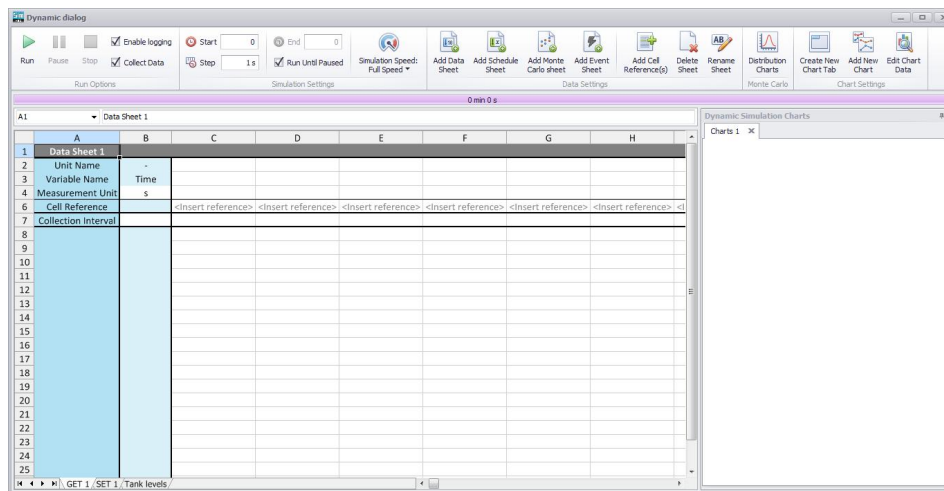 Sim
Dynamic dialog
Run
Pause
Stop
Enable logging
Collect Data
Run Options
Start 0
Step 1 s
End 0
Run Until Paused
Simulation Speed:
Full Speed
Simulation Settings
Add Data
Sheet
Add Schedule
Sheet
Add Monte
Carlo sheet
Add Event
Sheet
Add Cell
Reference(s)
Delete
Sheet
Rename
Sheet
Data Settings
Distribution
Charts
Monte Carlo
Create New
Chart Tab
Add New
Chart
Edit Chart
Data
Chart Settings
0 min 0 s
A1 Data Sheet 1
A B C D E F G H
1 Data Sheet 1
2 Unit Name -
3 Variable Name Time
4 Measurement Unit s
6 Cell Reference <Insert reference> <Insert reference> <Insert reference> <Insert reference> <Insert reference> <Insert reference> <I
7 Collection Interval
8
9
10
11
12
13
14
15
16
17
18
19
20
21
22
23
24
25
GET 1 SET 1 Tank levels
Dynamic Simulation Charts
Charts 1